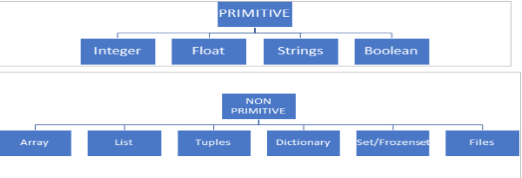 PRIMITIVE
Integer Float Strings Boolean
NON
PRIMITIVE
Array List Tuples Dictionary Set/Frozenset Files